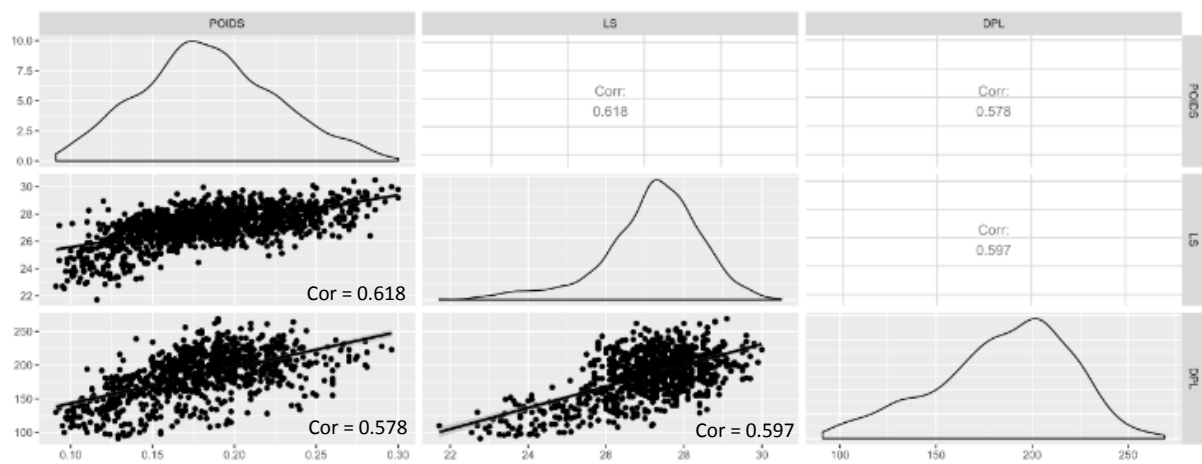 POIDS LS DPL
10.0
7.5
5.0
2.5
0.0
Corr:
0.618
Corr:
0.578
POIDS
30
28
26
24
22
Cor = 0.618
Corr:
0.597
LS
250
200
150
100
Cor = 0.578
Cor = 0.597
DPL
0.10 0.15 0.20 0.25 0.30 22 24 26 28 30 100 150 200 250